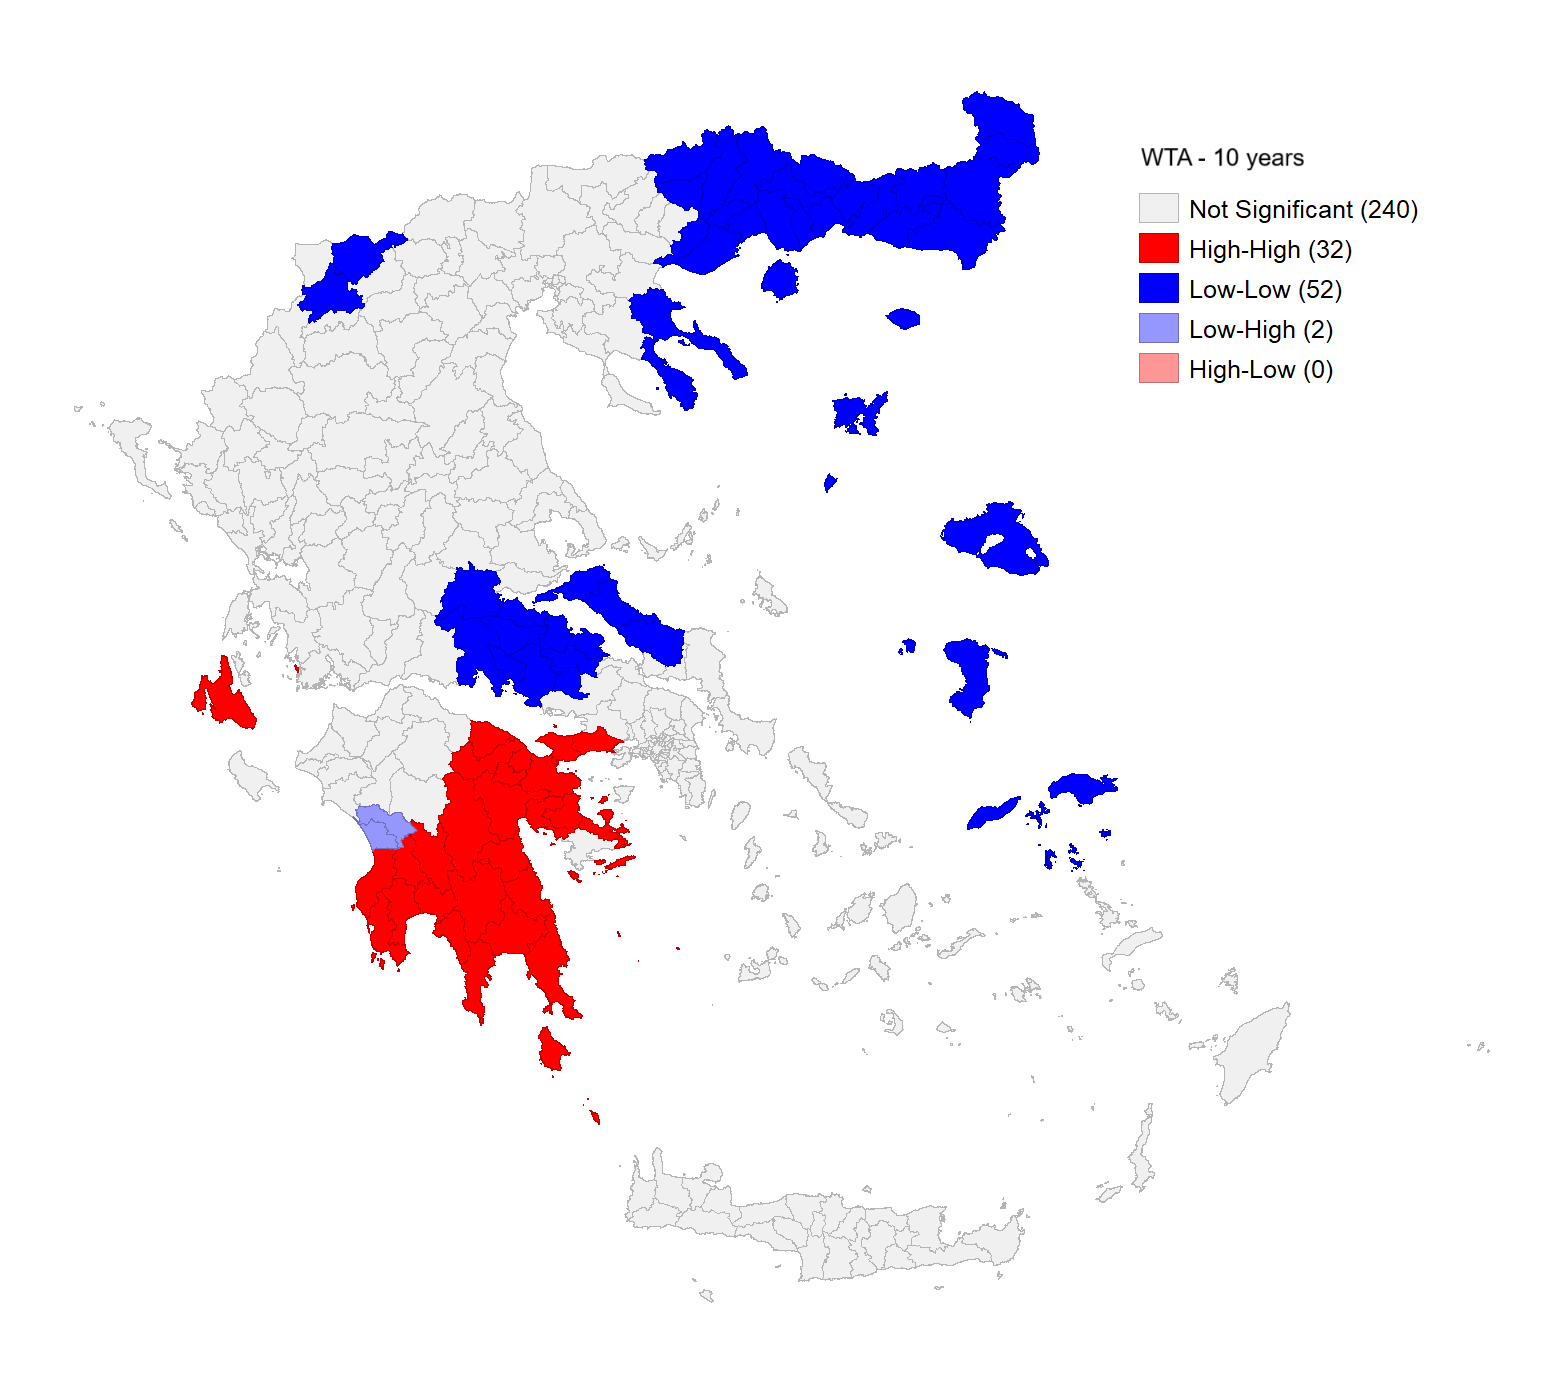 WTA - 10 years
Not Significant (240)
High-High (32)
Low-Low (52)
Low-High (2)
High-Low (0)